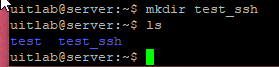 uitlab@server:~$ mkdir test_ssh
uitlab@server:~$ ls
test  test_ssh
uitlab@server:~$